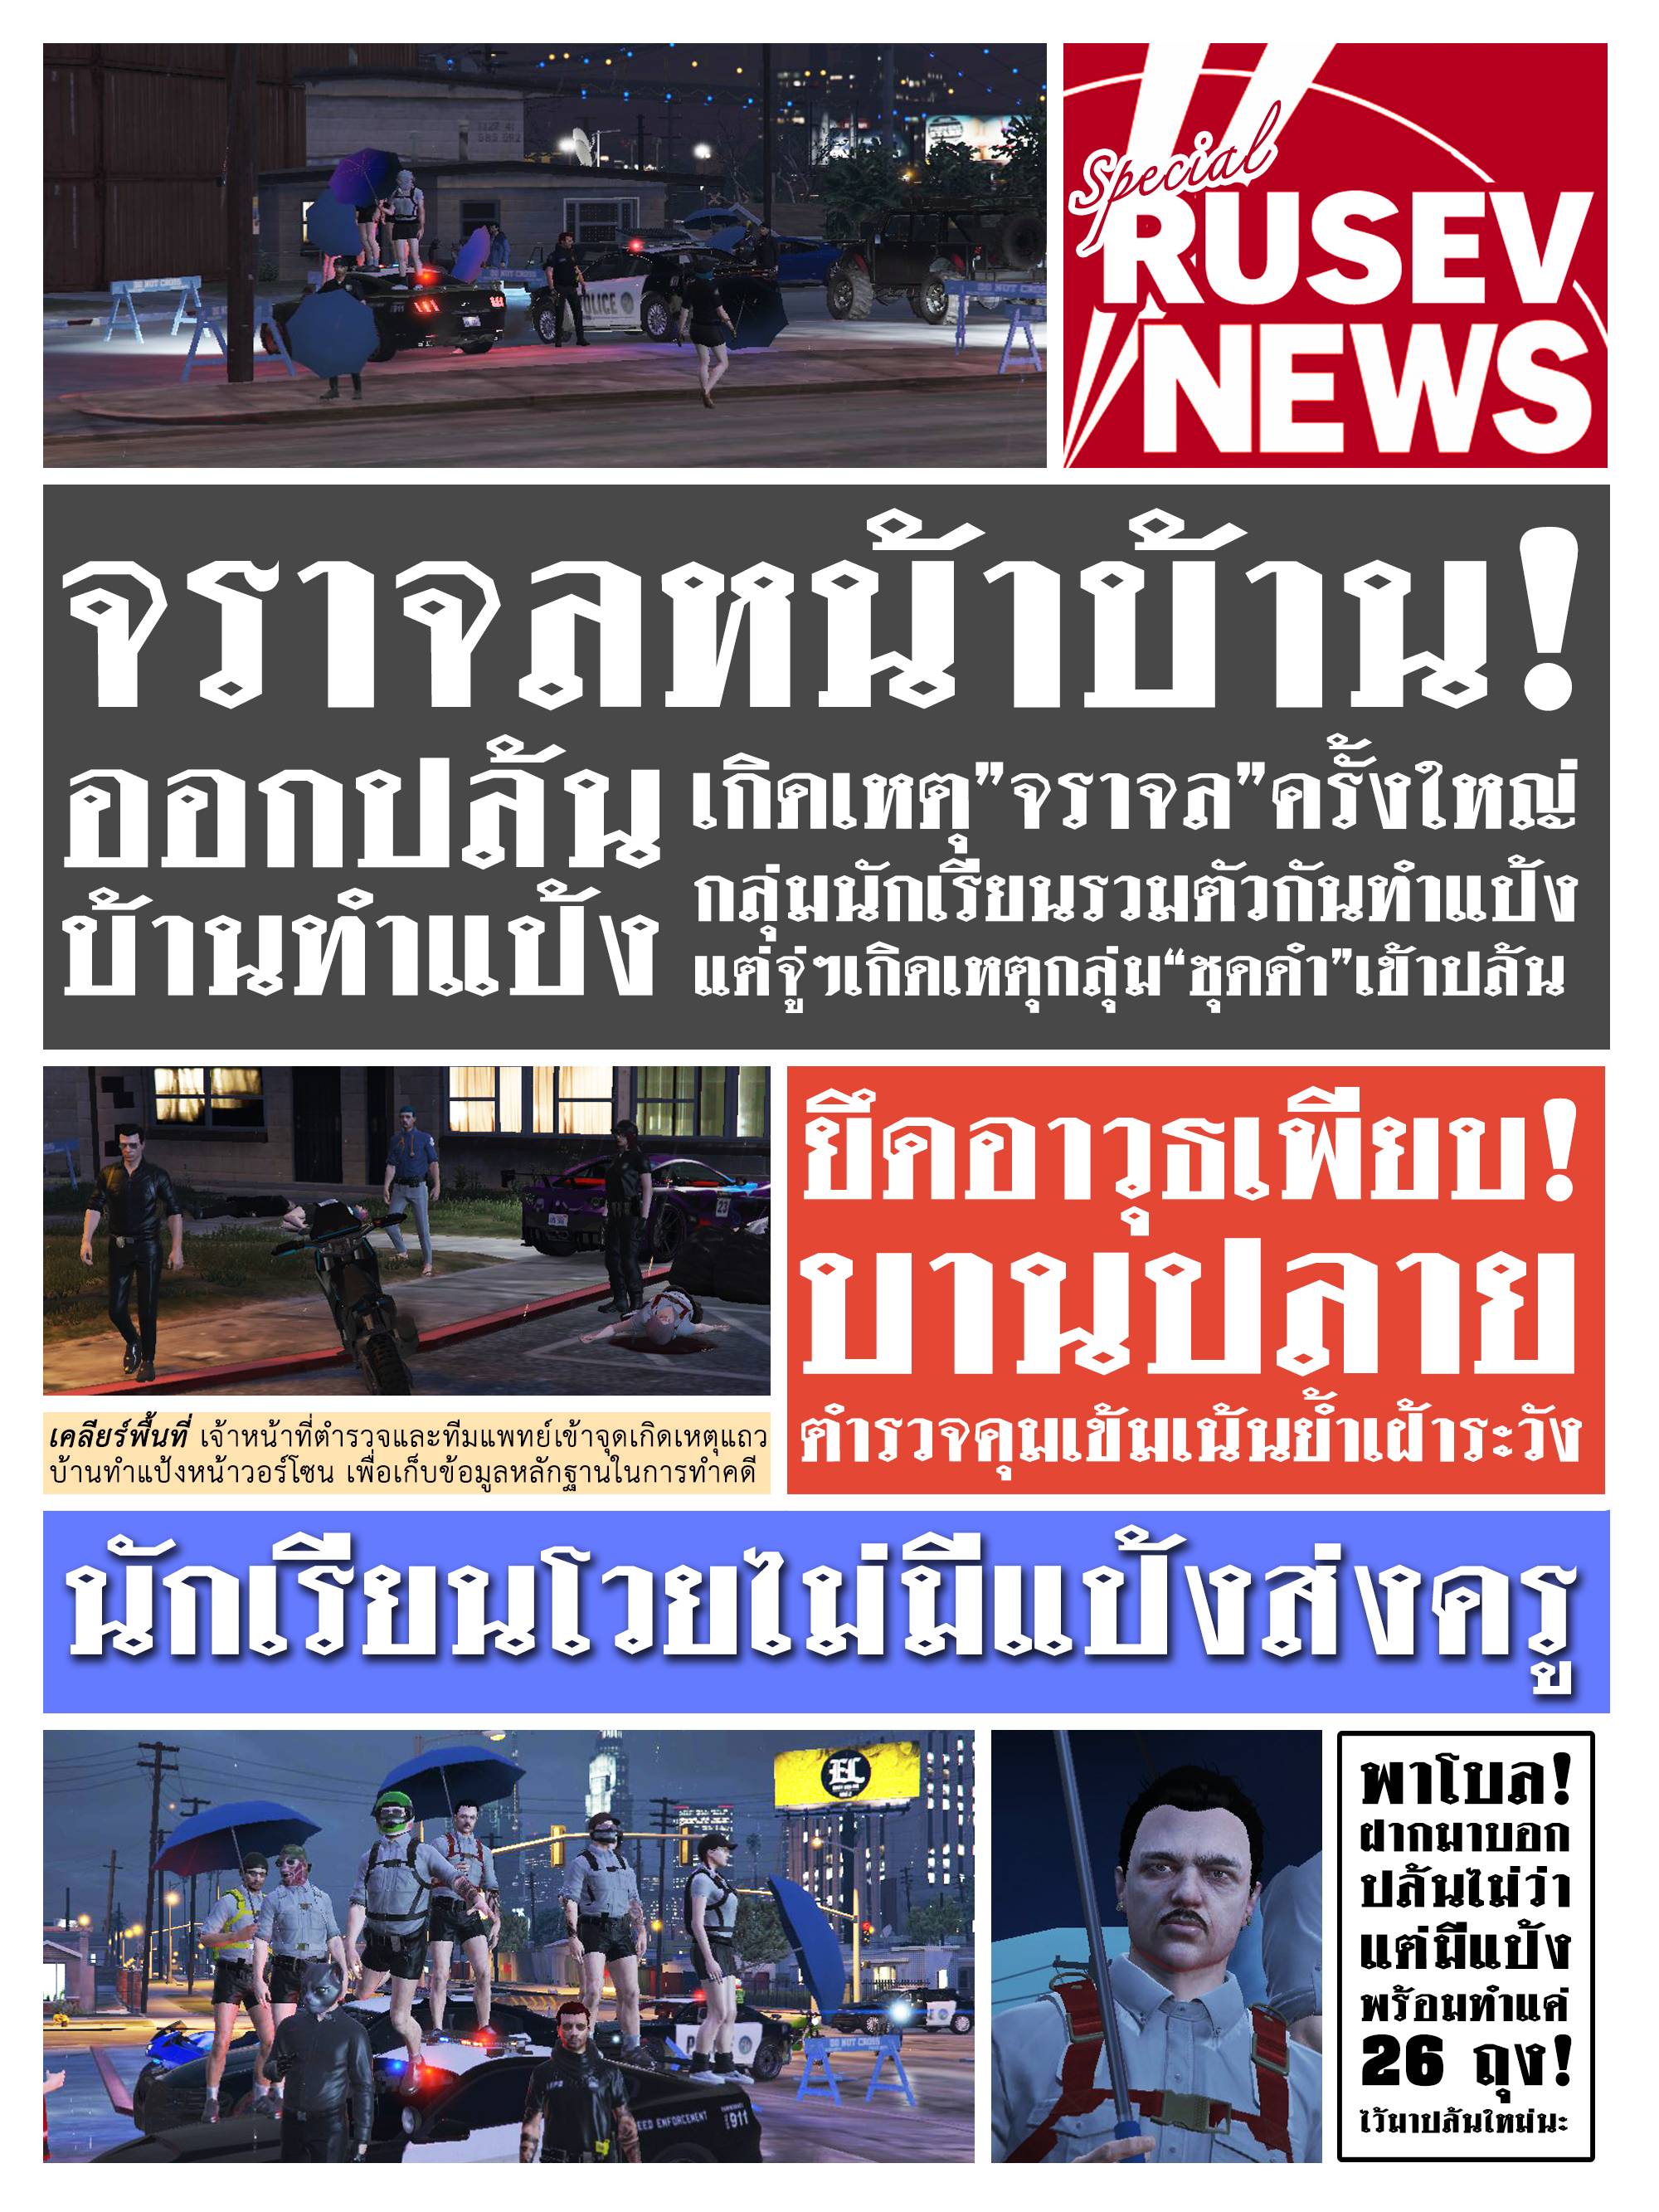 Special
RUSEV
NEWS
จราจลหน้าบ้าน!
ออกปล้น
บ้านทำแป้ง
เกิดเหตุ”จราจล”ครั้งใหญ่
กลุ่มนักเรียนรวมตัวกันทำแป้ง
แต่จู่ๆเกิดเหตุกลุ่ม“ชุดดำ”เข้าปล้น
ยึดอาวุธเพียบ!
บานปลาย
ตำรวจคุมเข้มเน้นย้ำเฝ้าระวัง
เคลียร์พื้นที่ เจ้าหน้าที่ตำรวจและทีมแพทย์เข้าจุดเกิดเหตุแถว
บ้านทำแป้งหน้าวอร์โซน เพื่อเก็บข้อมูลหลักฐานในการทำคดี
นักเรียนโวยไม่มีแป้งส่งครู
พาโบล!
ฝากมาบอก
ปล้นไม่ว่า
แต่มีแป้ง
พร้อมทำแค่
26 ถุง!
ไว้มาปล้นใหม่นะ
POLICE
DO NOT CROSS
911
EL